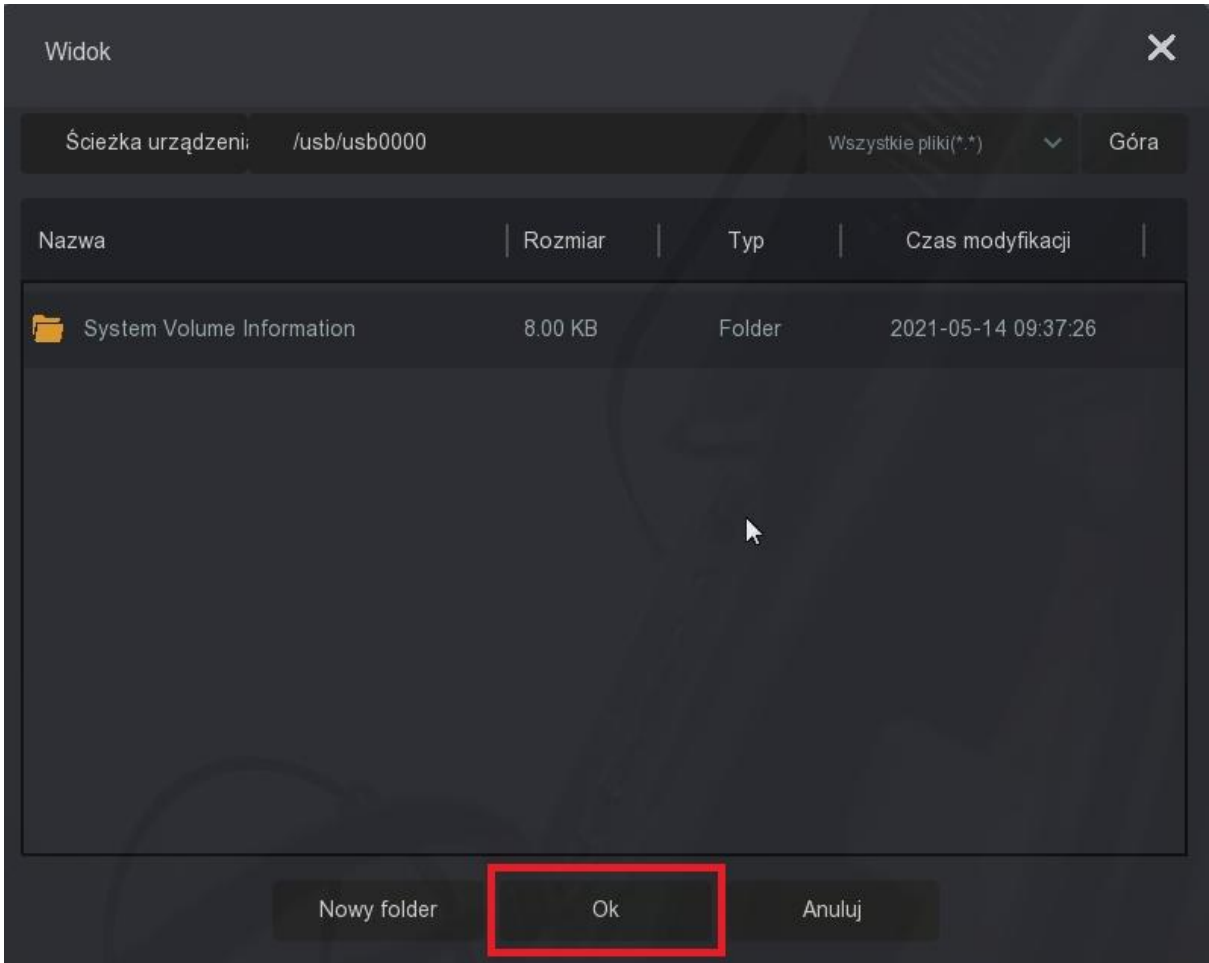 Widok
Ścieżka urządzeni /usb/usb0000 Wszystkie pliki(*.*) Góra
Nazwa Rozmiar Typ Czas modyfikacji
System Volume Information 8.00 KB Folder 2021-05-14 09:37:26
Nowy folder Ok Anuluj